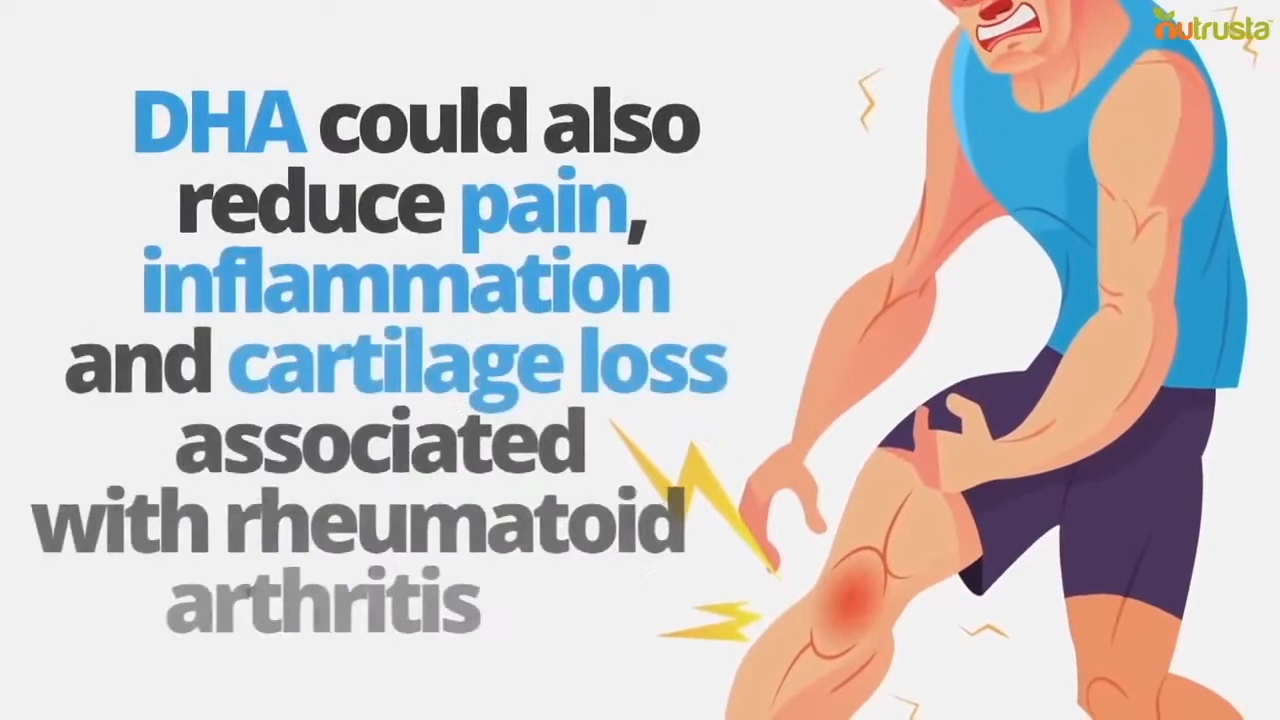 nutrusta
DHA could also
reduce pain,
inflammation
and cartilage loss
associated
with rheumatoid
arthritis